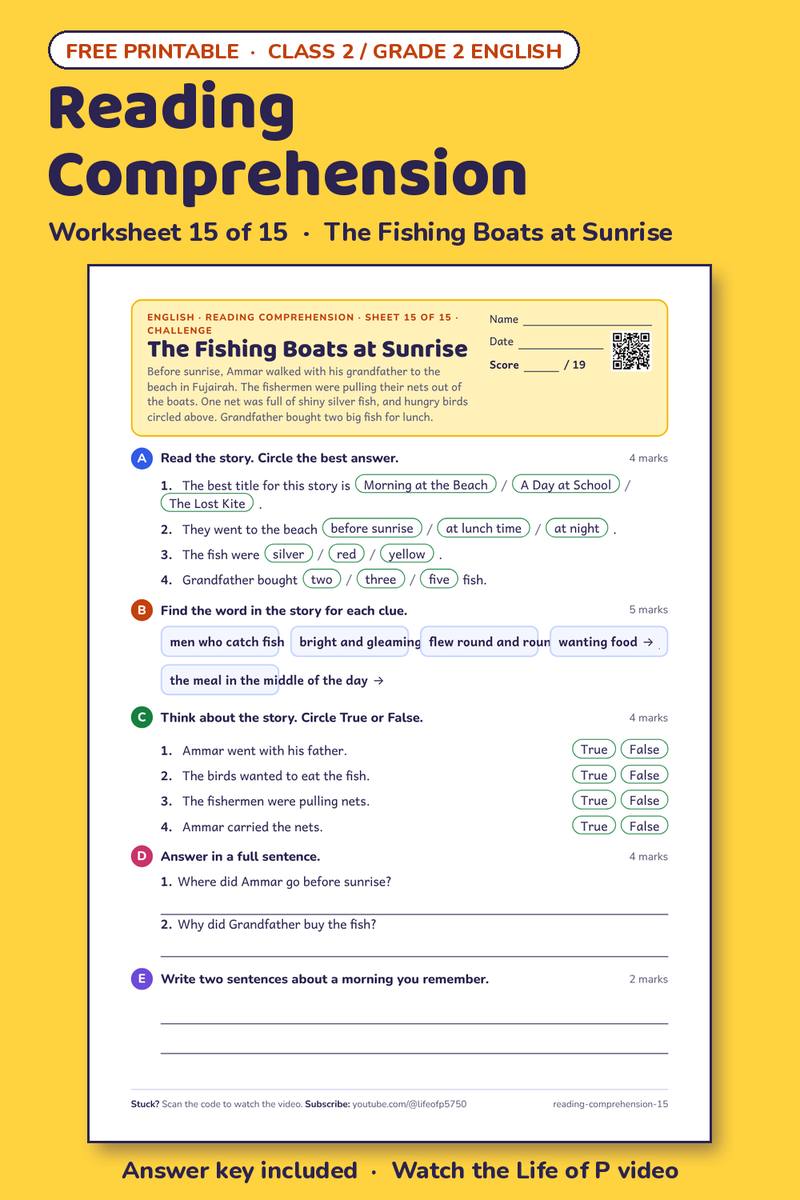 FREE PRINTABLE · CLASS 2 / GRADE 2 ENGLISH
Reading
Comprehension
Worksheet 15 of 15 · The Fishing Boats at Sunrise
ENGLISH · READING COMPREHENSION · SHEET 15 OF 15 ·
CHALLENGE
The Fishing Boats at Sunrise
Before sunrise, Ammar walked with his grandfather to the
beach in Fujairah. The fishermen were pulling their nets out of
the boats. One net was full of shiny silver fish, and hungry birds
circled above. Grandfather bought two big fish for lunch.
Name
Date
Score ____ / 19
A Read the story. Circle the best answer. 4 marks
1. The best title for this story is Morning at the Beach / A Day at School /
The Lost Kite .
2. They went to the beach before sunrise / at lunch time / at night .
3. The fish were silver / red / yellow .
4. Grandfather bought two / three / five fish.
B Find the word in the story for each clue. 5 marks
men who catch fish bright and gleaming flew round and roun wanting food →
the meal in the middle of the day →
C Think about the story. Circle True or False. 4 marks
1. Ammar went with his father. True False
2. The birds wanted to eat the fish. True False
3. The fishermen were pulling nets. True False
4. Ammar carried the nets. True False
D Answer in a full sentence. 4 marks
1. Where did Ammar go before sunrise?
2. Why did Grandfather buy the fish?
E Write two sentences about a morning you remember. 2 marks
Stuck? Scan the code to watch the video. Subscribe: youtube.com/@lifeofp5750 reading-comprehension-15
Answer key included · Watch the Life of P video